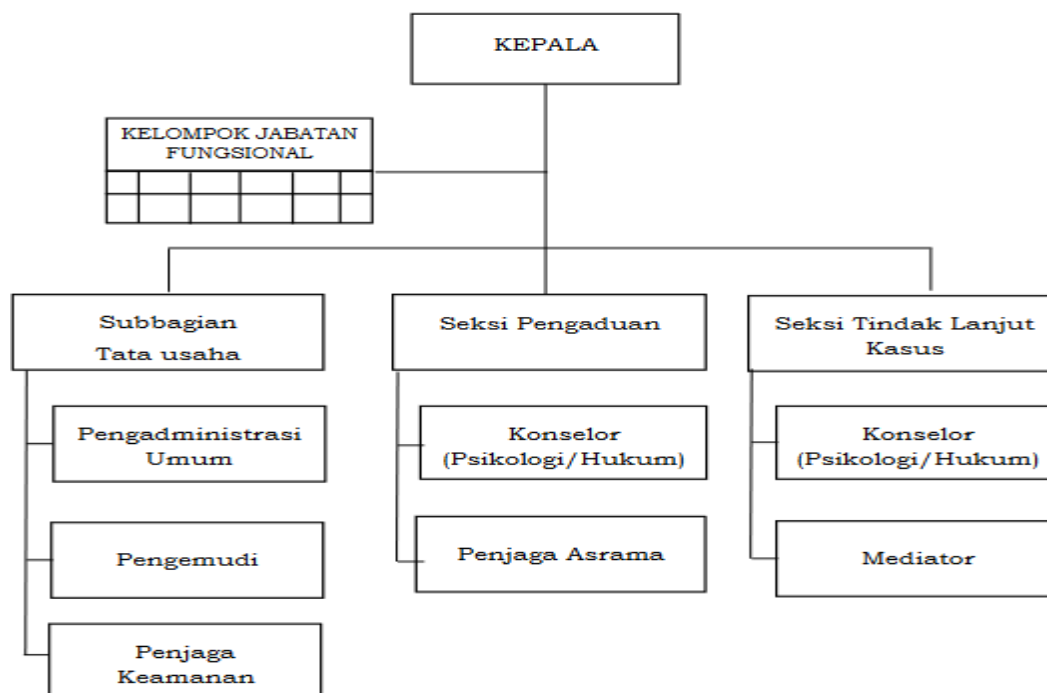 KEPALA
KELOMPOK JABATAN
FUNGSIONAL
Subbagian
Tata usaha
Pengadministrasi
Umum
Pengemudi
Penjaga
Keamanan
Seksi Pengaduan
Konselor
(Psikologi/Hukum)
Penjaga Asrama
Seksi Tindak Lanjut
Kasus
Konselor
(Psikologi/Hukum)
Mediator